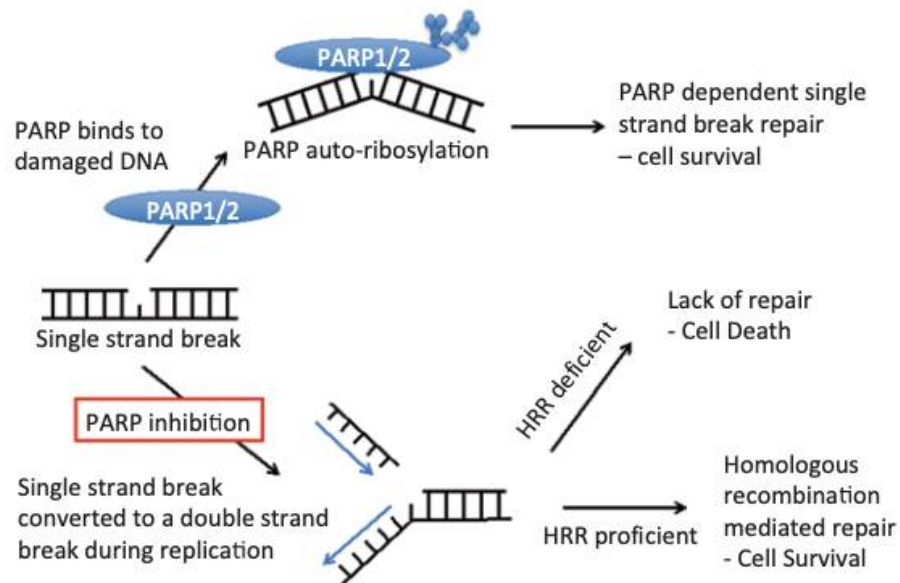 PARP1/2
PARP auto-ribosylation
PARP binds to
damaged DNA
PARP1/2
PARP dependent single
strand break repair
– cell survival
Single strand break
PARP inhibition
Single strand break
converted to a double strand
break during replication
HRR deficient
Lack of repair
- Cell Death
HRR proficient
Homologous
recombination
mediated repair
- Cell Survival